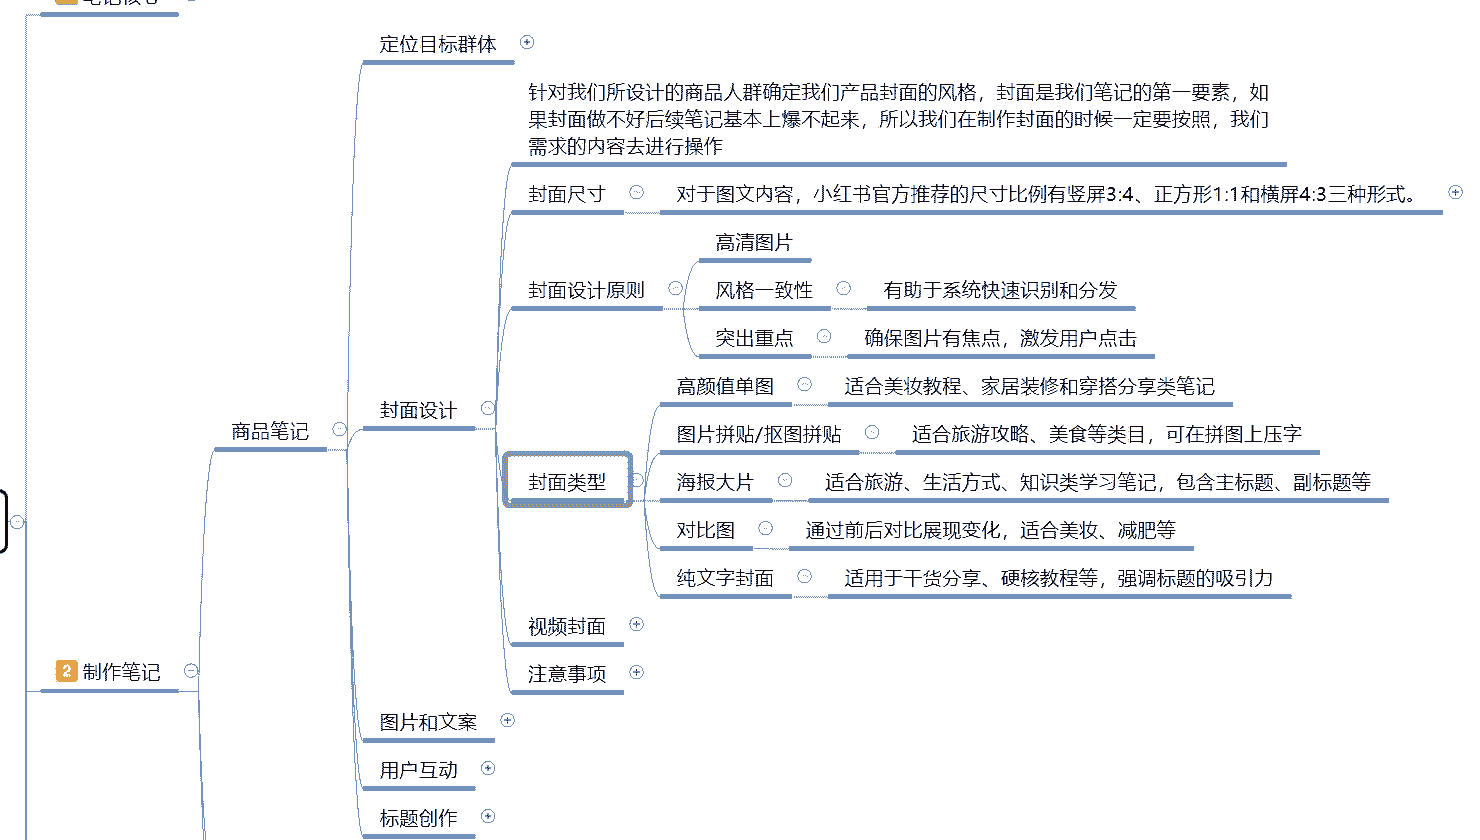 定位目标群体
针对我们所设计的商品人群确定我们产品封面的风格，封面是我们笔记的第一要素，如
果封面做不好后续笔记基本上爆不起来，所以我们在制作封面的时候一定要按照，我们
需求的内容去进行操作
封面尺寸 对于图文内容，小红书官方推荐的尺寸比例有竖屏3:4、正方形1:1和横屏4:3三种形式。
高清图片
封面设计原则 风格一致性 有助于系统快速识别和分发
突出重点 确保图片有焦点，激发用户点击
高颜值单图 适合美妆教程、家居装修和穿搭分享类笔记
封面设计
商品笔记
图片拼贴/抠图拼贴 适合旅游攻略、美食等类目，可在拼图上压字
封面类型 海报大片 适合旅游、生活方式、知识类学习笔记，包含主标题、副标题等
对比图 通过前后对比展现变化，适合美妆、减肥等
纯文字封面 适用于干货分享、硬核教程等，强调标题的吸引力
视频封面
2 制作笔记
注意事项
图片和文案
用户互动
标题创作